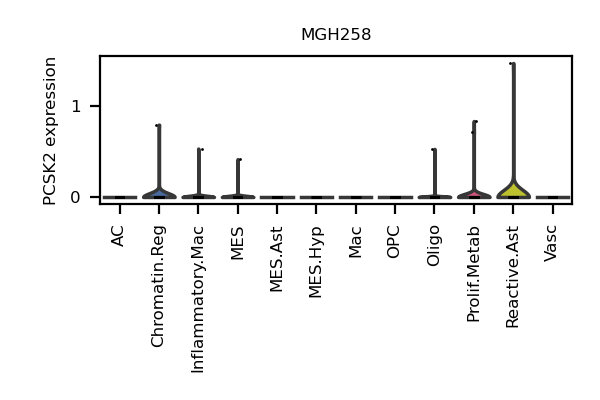 MGH258
PCSK2 expression
1
0
AC
Chromatin.Reg
Inflammatory.Mac
MES
MES.Ast
MES.Hyp
Mac
OPC
Oligo
Prolif.Metab
Reactive.Ast
Vasc